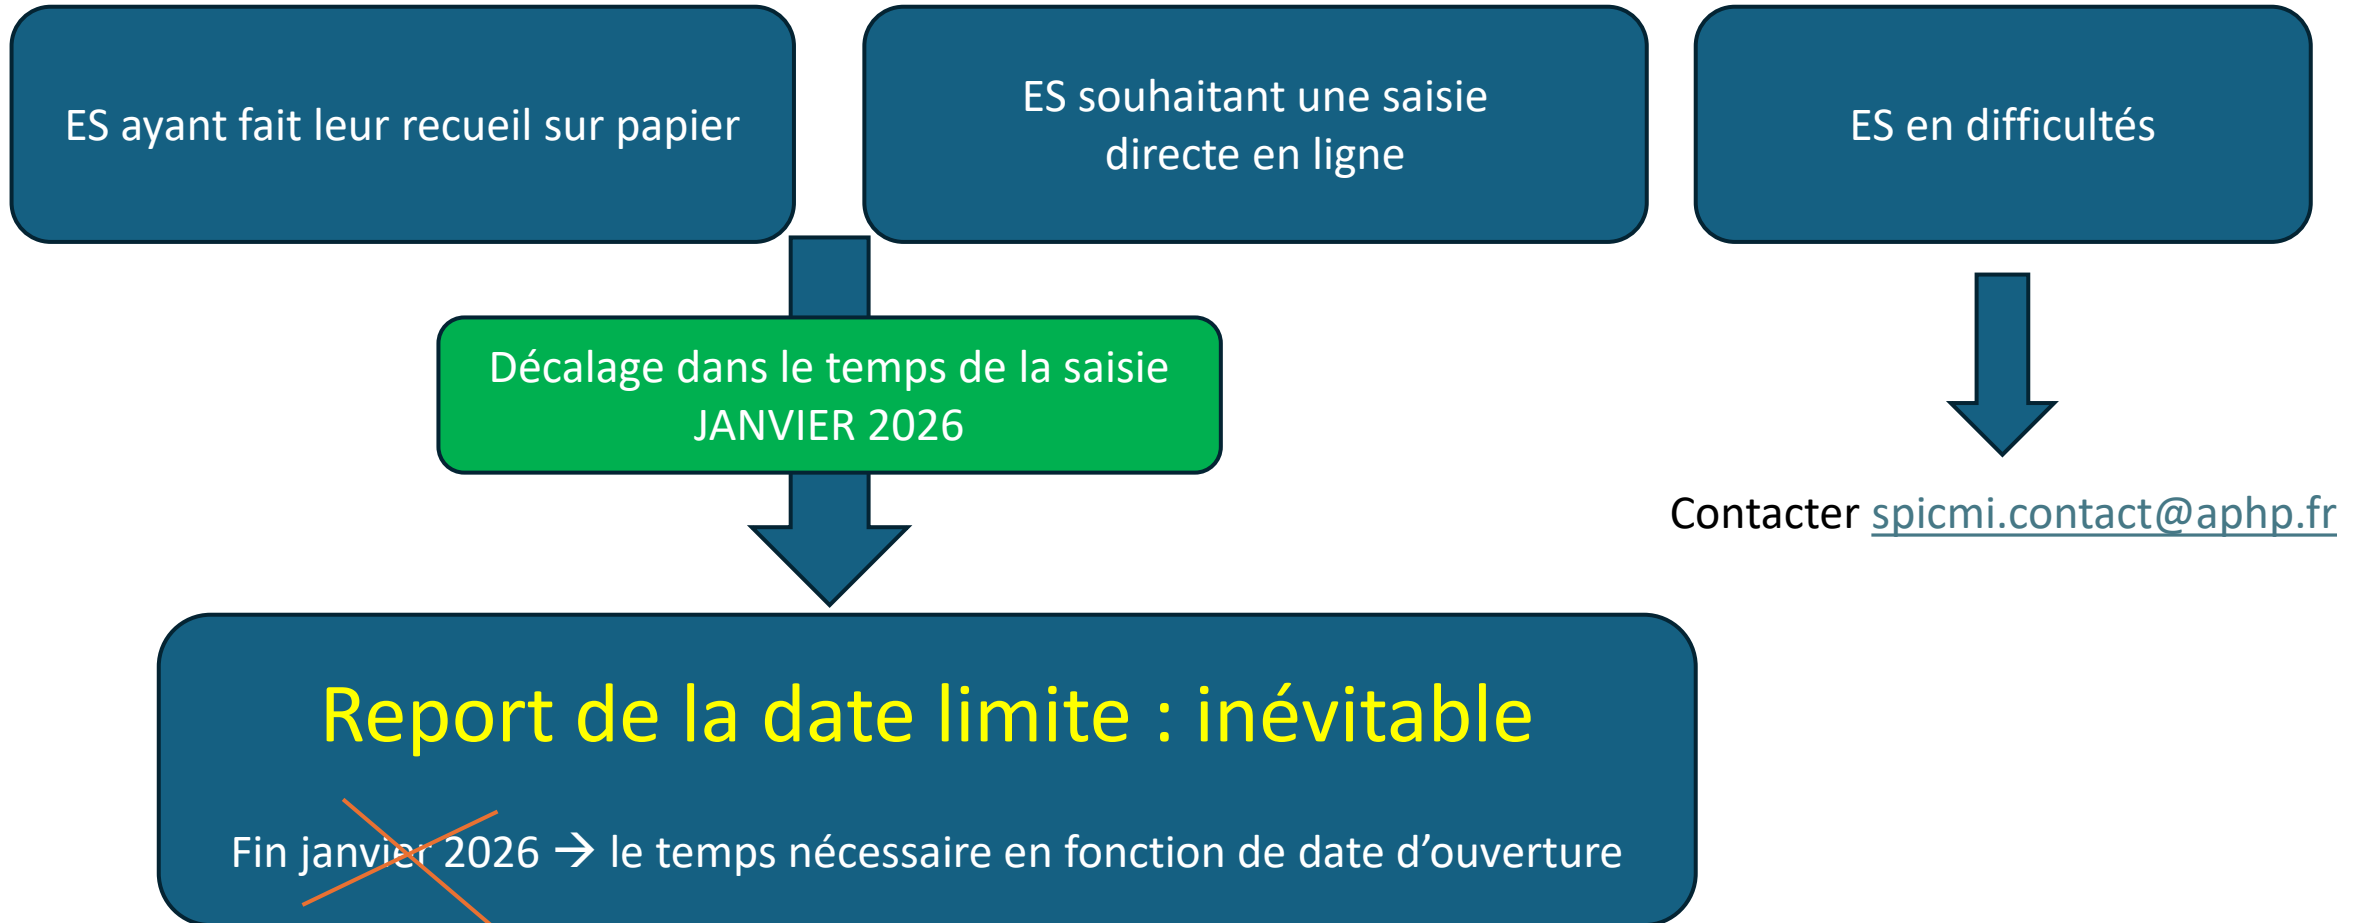 ES ayant fait leur recueil sur papier
ES souhaitant une saisie
directe en ligne
ES en difficultés
Décalage dans le temps de la saisie
JANVIER 2026
Contacter spicmi.contact@aphp.fr
Report de la date limite : inévitable
Fin janvier 2026 → le temps nécessaire en fonction de date d’ouverture